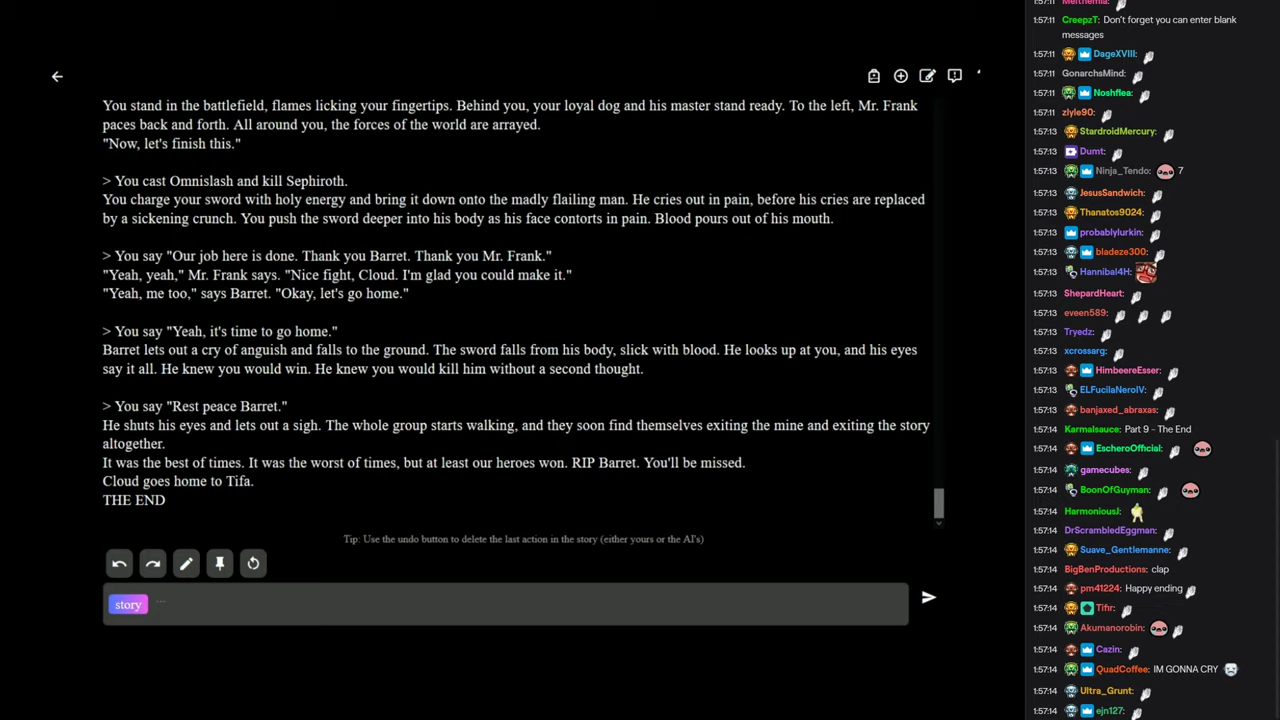 You stand in the battlefield, flames licking your fingertips. Behind you, your loyal dog and his master stand ready. To the left, Mr. Frank
paces back and forth. All around you, the forces of the world are arrayed.
"Now, let's finish this."
> You cast Omnislash and kill Sephiroth.
You charge your sword with holy energy and bring it down onto the madly flailing man. He cries out in pain, before his cries are replaced
by a sickening crunch. You push the sword deeper into his body as his face contorts in pain. Blood pours out of his mouth.
> You say "Our job here is done. Thank you Barret. Thank you Mr. Frank."
"Yeah, yeah," Mr. Frank says. "Nice fight, Cloud. I'm glad you could make it."
"Yeah, me too," says Barret. "Okay, let's go home."
> You say "Yeah, it's time to go home."
Barret lets out a cry of anguish and falls to the ground. The sword falls from his body, slick with blood. He looks up at you, and his eyes
say it all. He knew you would win. He knew you would kill him without a second thought.
> You say "Rest peace Barret."
He shuts his eyes and lets out a sigh. The whole group starts walking, and they soon find themselves exiting the mine and exiting the story
altogether.
It was the best of times. It was the worst of times, but at least our heroes won. RIP Barret. You'll be missed.
Cloud goes home to Tifa.
THE END
Tip: Use the undo button to delete the last action in the story (either yours or the AI's)
story ...
1:57:11 Melthemia:
1:57:11 CreepzT: Don't forget you can enter blank
messages
1:57:11 DageXVIII:
1:57:11 GonarchsMind:
1:57:11 Noshflea:
1:57:11 zlyle90:
1:57:13 StardroidMercury:
1:57:13 Dumt:
1:57:13 Ninja_Tendo: 7
1:57:13 JesusSandwich:
1:57:13 Thanatos9024:
1:57:13 probablylurkin:
1:57:13 bladeze300:
1:57:13 Hannibal4H:
1:57:13 ShepardHeart:
1:57:13 eveen589:
1:57:13 Tryedz:
1:57:13 xcrossarg:
1:57:13 HimbeereEsser:
1:57:13 ELFucilaNeroIV:
1:57:13 banjaxed_abraxas:
1:57:14 Karmalsauce: Part 9 - The End
1:57:14 EscheroOfficial:
1:57:14 gamecubes:
1:57:14 BoonOfGuyman:
1:57:14 HarmoniousJ:
1:57:14 DrScrambledEggman:
1:57:14 Suave_Gentlemanne:
1:57:14 BigBenProductions: clap
1:57:14 pm41224: Happy ending
1:57:14 Tifir:
1:57:14 Akumanorobin:
1:57:14 Cazin:
1:57:14 QuadCoffee: IM GONNA CRY
1:57:14 Ultra_Grunt:
1:57:14 ejn127: